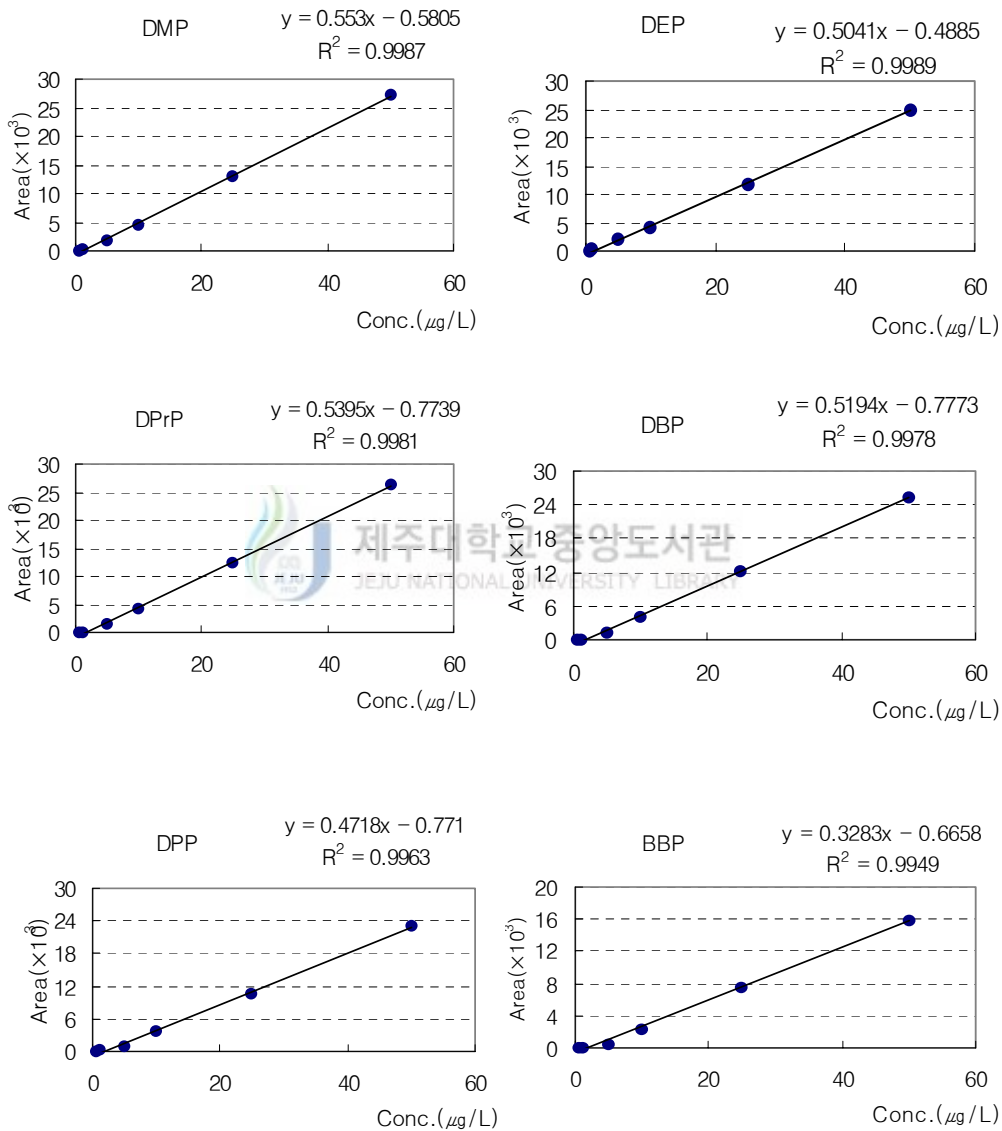 DMP
y = 0.553x − 0.5805
R² = 0.9987
Area(×10³)
30
25
20
15
10
5
0
0 20 40 60
Conc.(μg/L)
DEP
y = 0.5041x − 0.4885
R² = 0.9989
Area(×10³)
30
25
20
15
10
5
0
0 20 40 60
Conc.(μg/L)
DPrP
y = 0.5395x − 0.7739
R² = 0.9981
Area(×10³)
30
25
20
15
10
5
0
0 20 40 60
Conc.(μg/L)
DBP
y = 0.5194x − 0.7773
R² = 0.9978
Area(×10³)
30
24
18
12
6
0
0 20 40 60
Conc.(μg/L)
제주대학교 중앙도서관
JEJU NATIONAL UNIVERSITY LIBRARY
DPP
y = 0.4718x − 0.771
R² = 0.9963
Area(×10³)
30
24
18
12
6
0
0 20 40 60
Conc.(μg/L)
BBP
y = 0.3283x − 0.6658
R² = 0.9949
Area(×10³)
20
16
12
8
4
0
0 20 40 60
Conc.(μg/L)